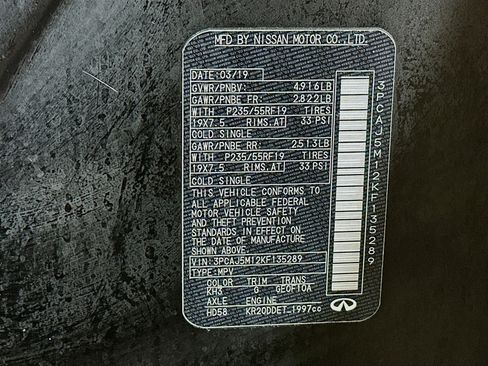 MFD BY NISSAN MOTOR CO.,LTD.
DATE: 03/19
GVWR/PNBV: 4916LB
GAWR/PNBE FR: 2822LB
WITH P235/55RF19 TIRES
19X7.5 RIMS.AT 33 PSI
COLD SINGLE
GAWR/PNBE RR: 2513LB
WITH P235/55RF19 TIRES
19X7.5 RIMS.AT 33 PSI
COLD SINGLE
THIS VEHICLE CONFORMS TO
ALL APPLICABLE FEDERAL
MOTOR VEHICLE SAFETY
AND THEFT PREVENTION
STANDARDS IN EFFECT ON
THE DATE OF MANUFACTURE
SHOWN ABOVE.
VIN: 3PCAJ5M12KF135289
TYPE: MPV
COLOR TRIM TRANS
KH3 G GE0F10A
AXLE ENGINE
HD58 KR20DDET_1997cc
3PCAJ5M12KF135289